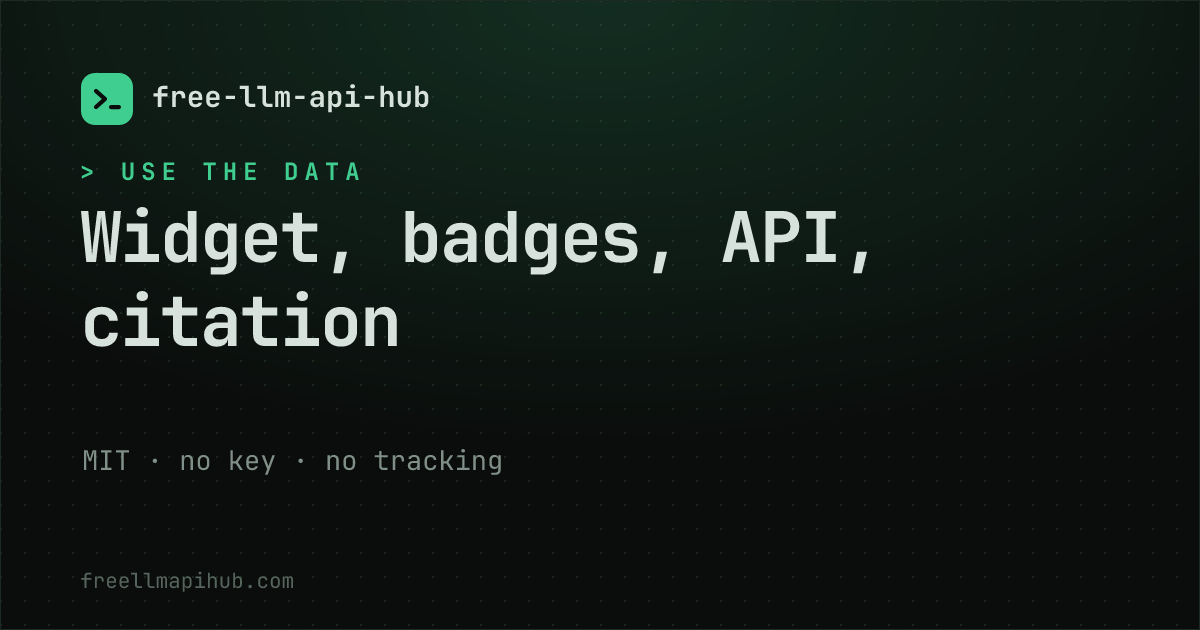 free-llm-api-hub
> USE THE DATA
Widget, badges, API,
citation
MIT · no key · no tracking
freellmapihub.com